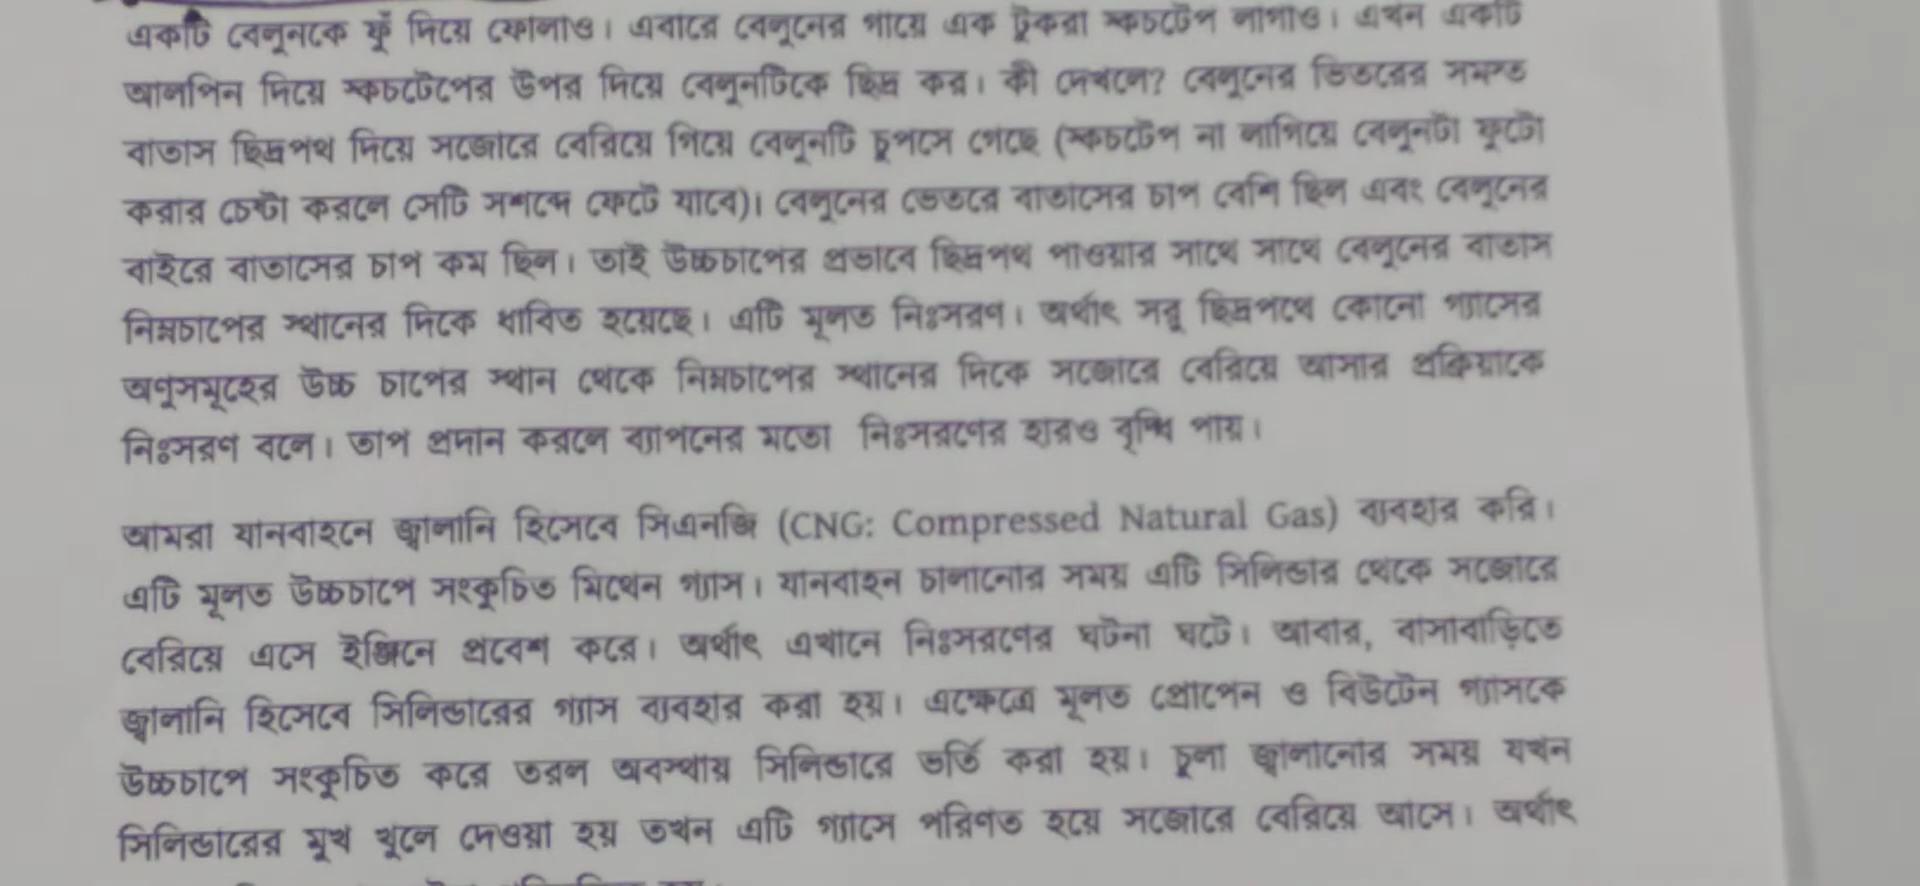 একটি বেলুনকে ফুঁ দিয়ে ফোলাও। এবারে বেলুনের গায়ে এক টুকরা স্কচটেপ লাগাও। এখন একটি
আলপিন দিয়ে স্কচটেপের উপর দিয়ে বেলুনটিকে ছিদ্র কর। কী দেখলে? বেলুনের ভিতরের সমস্ত
বাতাস ছিদ্রপথ দিয়ে সজোরে বেরিয়ে গিয়ে বেলুনটি চুপসে গেছে (স্কচটেপ না লাগিয়ে বেলুনটা ফুটো
করার চেষ্টা করলে সেটি সশব্দে ফেটে যাবে)। বেলুনের ভেতরে বাতাসের চাপ বেশি ছিল এবং বেলুনের
বাইরে বাতাসের চাপ কম ছিল। তাই উচ্চচাপের প্রভাবে ছিদ্রপথ পাওয়ার সাথে সাথে বেলুনের বাতাস
নিম্নচাপের স্থানের দিকে ধাবিত হয়েছে। এটি মূলত নিঃসরণ। অর্থাৎ সরু ছিদ্রপথে কোনো গ্যাসের
অণুসমূহের উচ্চ চাপের স্থান থেকে নিম্নচাপের স্থানের দিকে সজোরে বেরিয়ে আসার প্রক্রিয়াকে
নিঃসরণ বলে। তাপ প্রদান করলে ব্যাপনের মতো নিঃসরণের হারও বৃদ্ধি পায়।
আমরা যানবাহনে জ্বালানি হিসেবে সিএনজি (CNG: Compressed Natural Gas) ব্যবহার করি।
এটি মূলত উচ্চচাপে সংকুচিত মিথেন গ্যাস। যানবাহন চালানোর সময় এটি সিলিন্ডার থেকে সজোরে
বেরিয়ে এসে ইঞ্জিনে প্রবেশ করে। অর্থাৎ এখানে নিঃসরণের ঘটনা ঘটে। আবার, বাসাবাড়িতে
জ্বালানি হিসেবে সিলিন্ডারের গ্যাস ব্যবহার করা হয়। এক্ষেত্রে মূলত প্রোপেন ও বিউটেন গ্যাসকে
উচ্চচাপে সংকুচিত করে তরল অবস্থায় সিলিন্ডারে ভর্তি করা হয়। চুলা জ্বালানোর সময় যখন
সিলিন্ডারের মুখ খুলে দেওয়া হয় তখন এটি গ্যাসে পরিণত হয়ে সজোরে বেরিয়ে আসে। অর্থাৎ